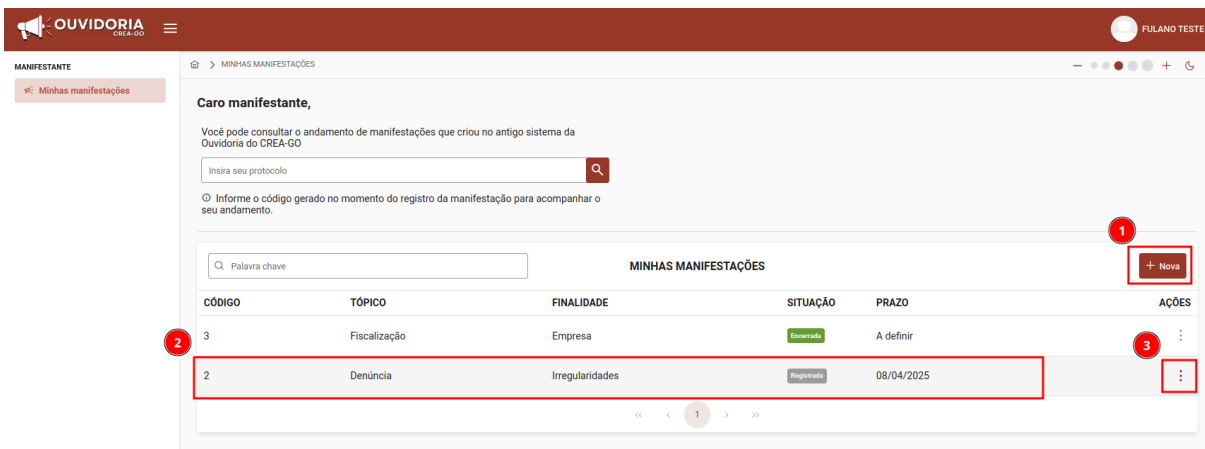 OUVIDORIA
CREA-GO
FULANO TESTE
MANIFESTANTE
Minhas manifestações
MINHAS MANIFESTAÇÕES
Caro manifestante,
Você pode consultar o andamento de manifestações que criou no antigo sistema da
Ouvidoria do CREA-GO
Insira seu protocolo
Informe o código gerado no momento do registro da manifestação para acompanhar o
seu andamento.
1
Palavra chave
MINHAS MANIFESTAÇÕES
+ Nova
CÓDIGO TÓPICO FINALIDADE SITUAÇÃO PRAZO AÇÕES
2
3 Fiscalização Empresa Encerrada A definir
3
2 Denúncia Irregularidades Registrada 08/04/2025
<< < 1 > >>